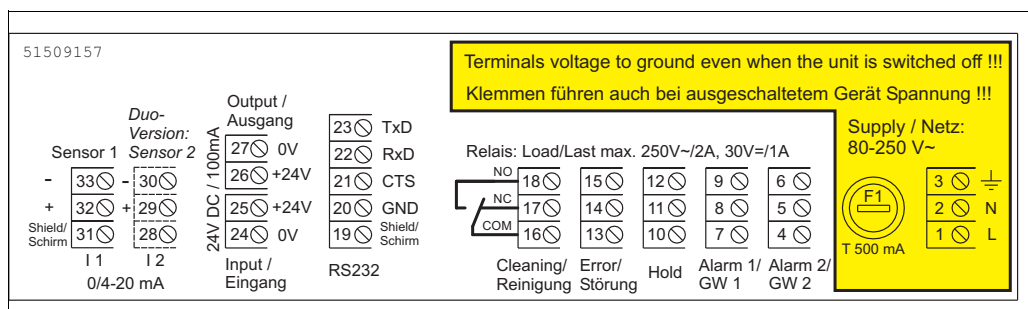 51509157
Terminals voltage to ground even when the unit is switched off !!!
Klemmen führen auch bei ausgeschaltetem Gerät Spannung !!!
Duo-
Version:
Sensor 1 Sensor 2
- 33 - 30
+ 32 + 29
Shield/
Schirm 31 28
I 1 I 2
0/4-20 mA
Output /
Ausgang
24V DC / 100mA
27 0V
26 +24V
25 +24V
24 0V
Input /
Eingang
23 TxD
22 RxD
21 CTS
20 GND
19 Shield/
Schirm
RS232
Relais: Load/Last max. 250V~/2A, 30V=/1A
NO 18 15 12 9 6
NC 17 14 11 8 5
COM 16 13 10 7 4
Cleaning/ Error/ Hold Alarm 1/ Alarm 2/
Reinigung Störung GW 1 GW 2
Supply / Netz:
80-250 V~
F1
T 500 mA
3
2 N
1 L